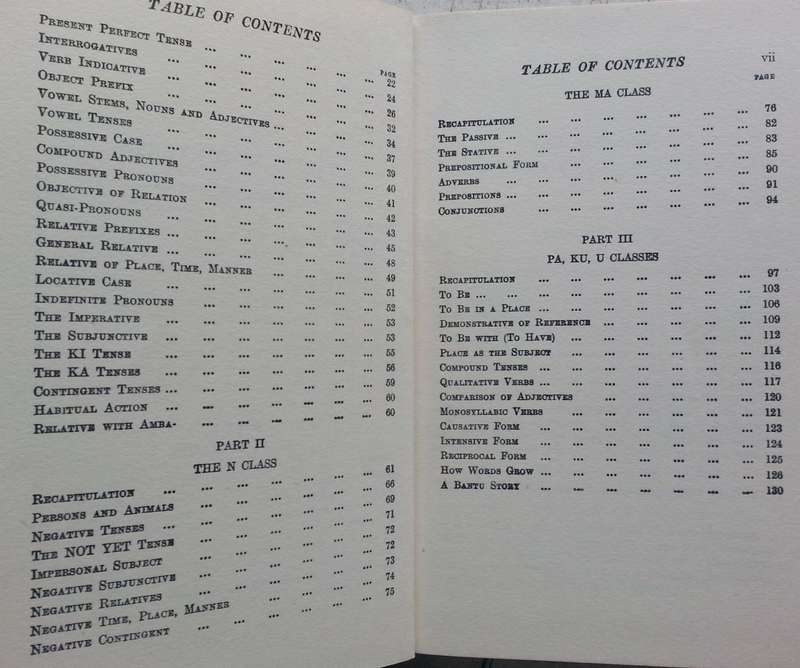 TABLE OF CONTENTS
PAGE
PRESENT PERFECT TENSE ... ... ... ... ... ... 22
INTERROGATIVES ... ... ... ... ... ... 24
VERB INDICATIVE ... ... ... ... ... ... 26
OBJECT PREFIX ... ... ... ... ... ... 32
VOWEL STEMS, NOUNS AND ADJECTIVES ... ... ... ... 34
VOWEL TENSES ... ... ... ... ... ... 37
POSSESSIVE CASE ... ... ... ... ... ... 39
COMPOUND ADJECTIVES ... ... ... ... ... 40
POSSESSIVE PRONOUNS ... ... ... ... ... 41
OBJECTIVE OF RELATION ... ... ... ... ... 42
QUASI-PRONOUNS ... ... ... ... ... ... 43
RELATIVE PREFIXES ... ... ... ... ... ... 45
GENERAL RELATIVE ... ... ... ... ... ... 48
RELATIVE OF PLACE, TIME, MANNER ... ... ... ... 49
LOCATIVE CASE ... ... ... ... ... ... 51
INDEFINITE PRONOUNS ... ... ... ... ... 52
THE IMPERATIVE ... ... ... ... ... ... 53
THE SUBJUNCTIVE ... ... ... ... ... ... 53
THE KI TENSE ... ... ... ... ... ... 55
THE KA TENSES ... ... ... ... ... ... 56
CONTINGENT TENSES ... ... ... ... ... ... 59
HABITUAL ACTION ... ... ... ... ... ... 60
RELATIVE WITH AMBA- ... ... ... ... ... 60
PART II
THE N CLASS
RECAPITULATION ... ... ... ... ... ... 61
PERSONS AND ANIMALS ... ... ... ... ... 66
NEGATIVE TENSES ... ... ... ... ... ... 69
THE NOT YET TENSE ... ... ... ... ... 71
IMPERSONAL SUBJECT ... ... ... ... ... 72
NEGATIVE SUBJUNCTIVE ... ... ... ... ... 72
NEGATIVE RELATIVES ... ... ... ... ... 73
NEGATIVE TIME, PLACE, MANNER ... ... ... ... 74
NEGATIVE CONTINGENT ... ... ... ... ... 75
TABLE OF CONTENTS vii
PAGE
THE MA CLASS
RECAPITULATION ... ... ... ... ... ... ... 76
THE PASSIVE ... ... ... ... ... ... ... 82
THE STATIVE ... ... ... ... ... ... ... 83
PREPOSITIONAL FORM ... ... ... ... ... ... 85
ADVERBS ... ... ... ... ... ... ... 90
PREPOSITIONS ... ... ... ... ... ... ... 91
CONJUNCTIONS ... ... ... ... ... ... ... 94
PART III
PA, KU, U CLASSES
RECAPITULATION ... ... ... ... ... ... ... 97
TO BE ... ... ... ... ... ... ... ... 103
TO BE IN A PLACE ... ... ... ... ... ... ... 106
DEMONSTRATIVE OF REFERENCE ... ... ... ... ... 109
TO BE WITH (TO HAVE) ... ... ... ... ... ... 112
PLACE AS THE SUBJECT ... ... ... ... ... ... 114
COMPOUND TENSES ... ... ... ... ... ... ... 116
QUALITATIVE VERBS ... ... ... ... ... ... ... 117
COMPARISON OF ADJECTIVES ... ... ... ... ... 120
MONOSYLLABIC VERBS ... ... ... ... ... ... 121
CAUSATIVE FORM ... ... ... ... ... ... ... 123
INTENSIVE FORM ... ... ... ... ... ... ... 124
RECIPROCAL FORM ... ... ... ... ... ... ... 125
HOW WORDS GROW ... ... ... ... ... ... ... 126
A BANTU STORY ... ... ... ... ... ... ... 130